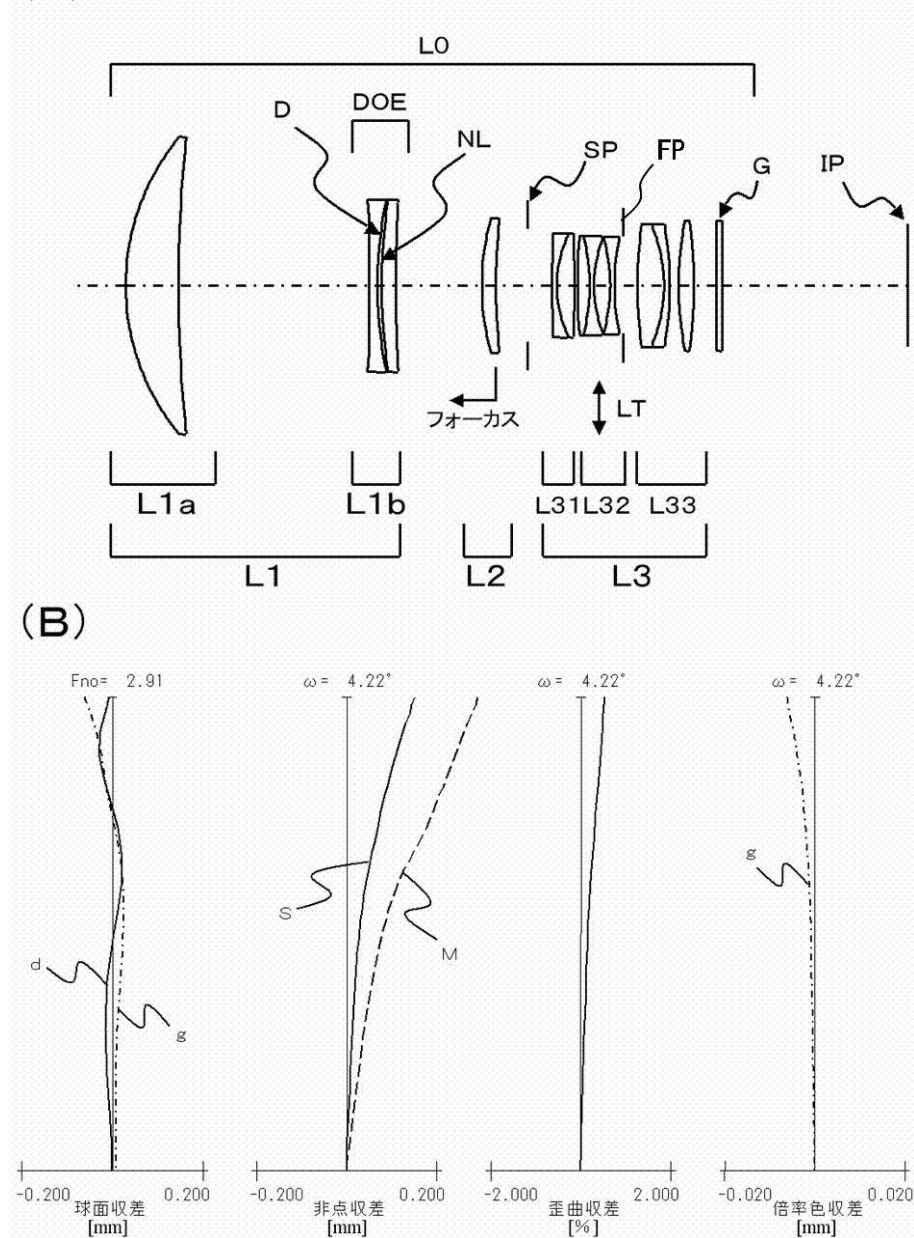 L0
DOE
D
NL
SP
FP
G
IP
フォーカス
LT
L1a
L1b
L31
L32
L33
L1
L2
L3
(B)
Fno= 2.91
ω= 4.22°
ω= 4.22°
ω= 4.22°
S
M
d
g
g
-0.200
0.200
球面収差
[mm]
-0.200
0.200
非点収差
[mm]
-2.000
2.000
歪曲収差
[%]
-0.020
0.020
倍率色収差
[mm]